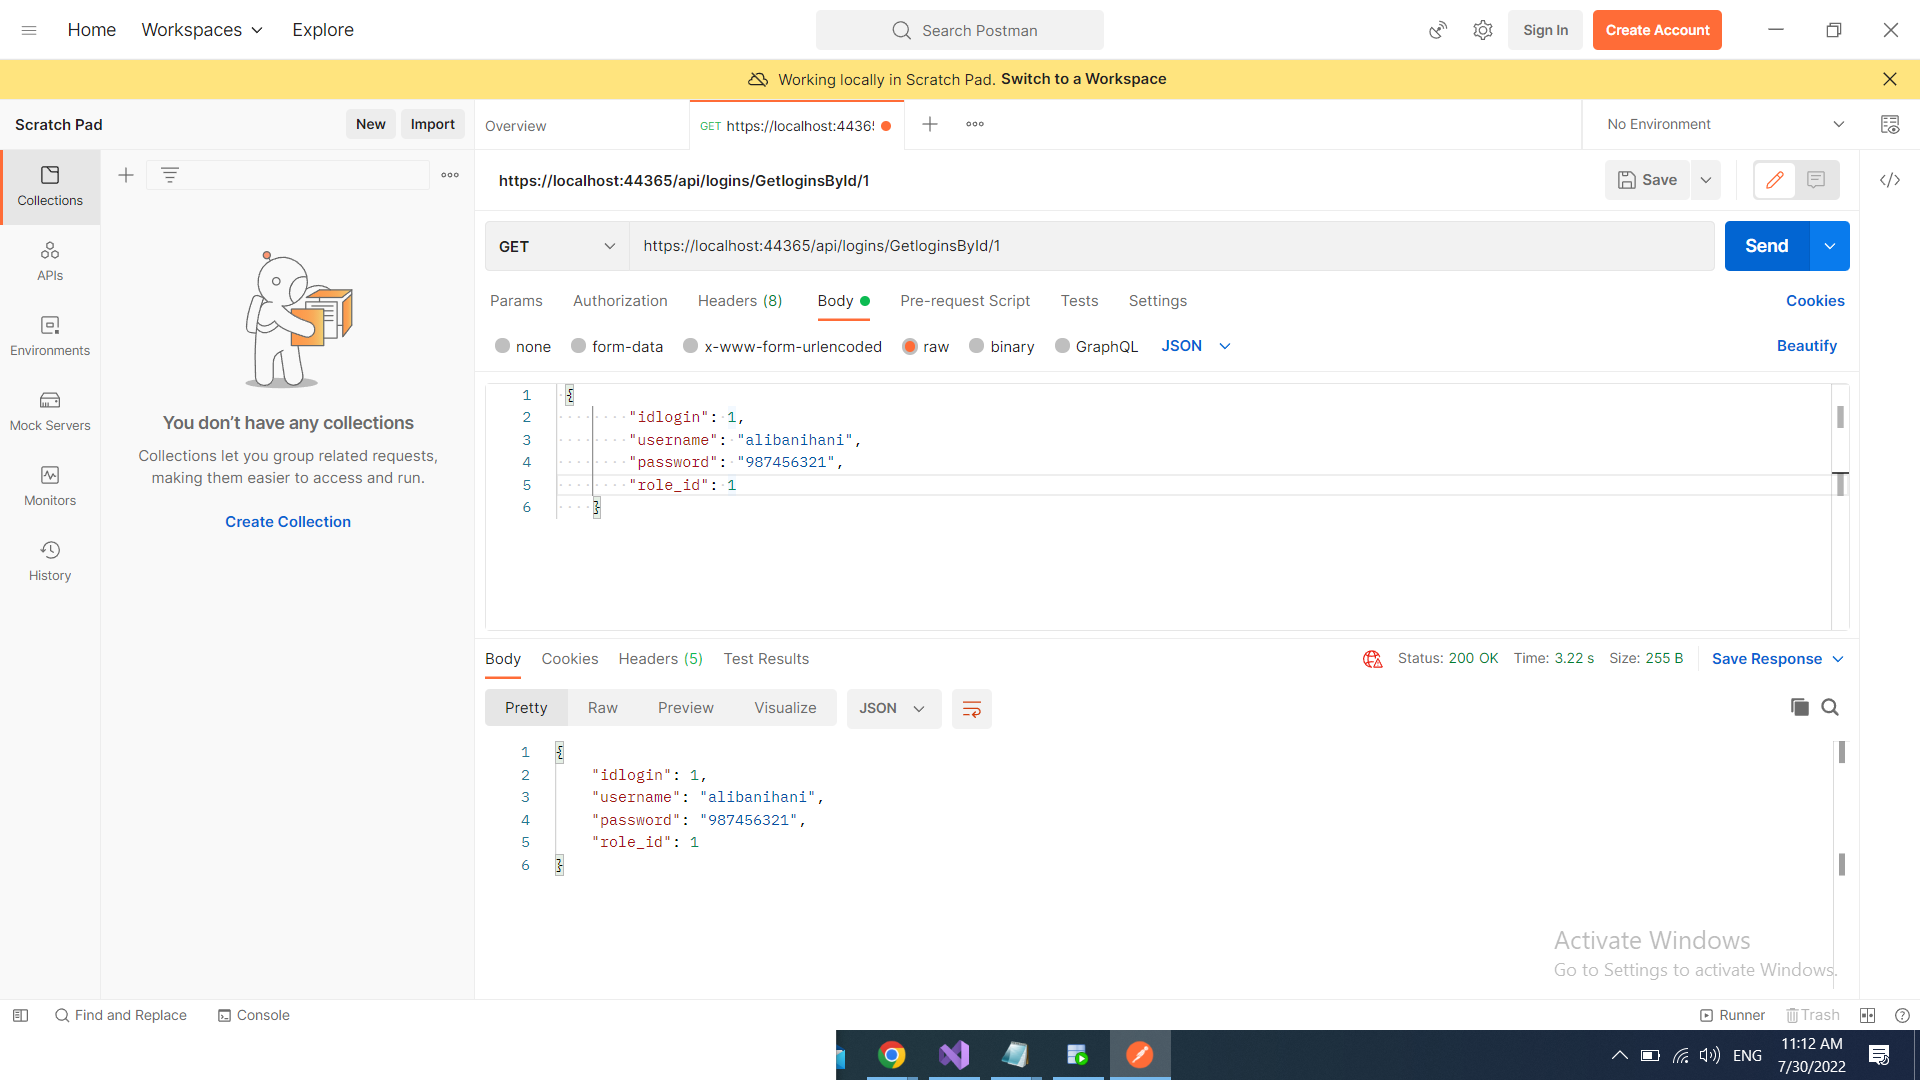 Home Workspaces Explore Search Postman Sign In Create Account
Working locally in Scratch Pad. Switch to a Workspace
Scratch Pad New Import Overview GET https://localhost:4436 No Environment
Collections
APIs
Environments
Mock Servers
Monitors
History
You don’t have any collections
Collections let you group related requests,
making them easier to access and run.
Create Collection
https://localhost:44365/api/logins/GetloginsById/1 Save
GET https://localhost:44365/api/logins/GetloginsById/1 Send
Params Authorization Headers (8) Body Pre-request Script Tests Settings Cookies
none form-data x-www-form-urlencoded raw binary GraphQL JSON Beautify
1 {
2 "idlogin": 1,
3 "username": "alibanihani",
4 "password": "987456321",
5 "role_id": 1
6 }
Body Cookies Headers (5) Test Results Status: 200 OK Time: 3.22 s Size: 255 B Save Response
Pretty Raw Preview Visualize JSON
1 {
2 "idlogin": 1,
3 "username": "alibanihani",
4 "password": "987456321",
5 "role_id": 1
6 }
Activate Windows
Go to Settings to activate Windows.
Find and Replace Console Runner Trash
ENG 11:12 AM
7/30/2022